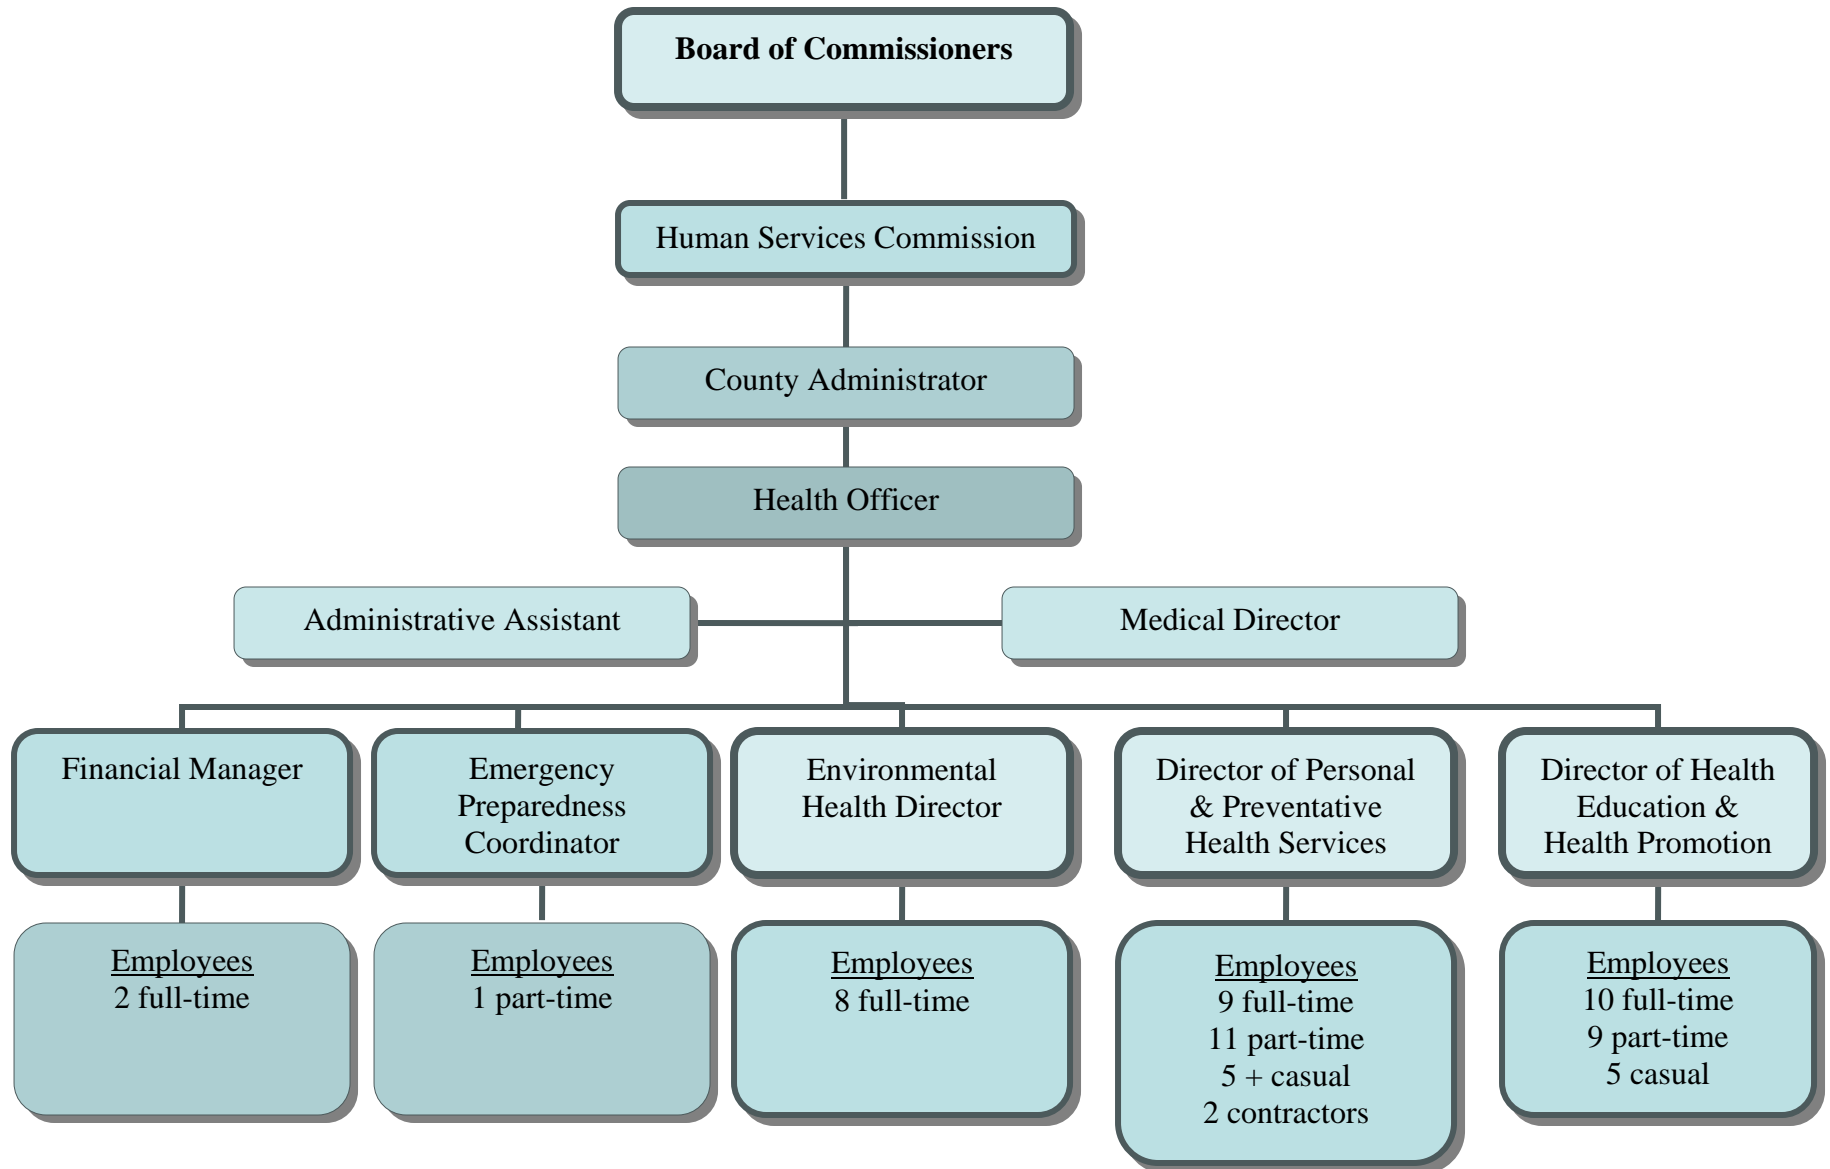 Board of Commissioners
Human Services Commission
County Administrator
Health Officer
Administrative Assistant
Medical Director
Financial Manager
Emergency
Preparedness
Coordinator
Environmental
Health Director
Director of Personal
& Preventative
Health Services
Director of Health
Education &
Health Promotion
Employees
2 full-time
Employees
1 part-time
Employees
8 full-time
Employees
9 full-time
11 part-time
5 + casual
2 contractors
Employees
10 full-time
9 part-time
5 casual